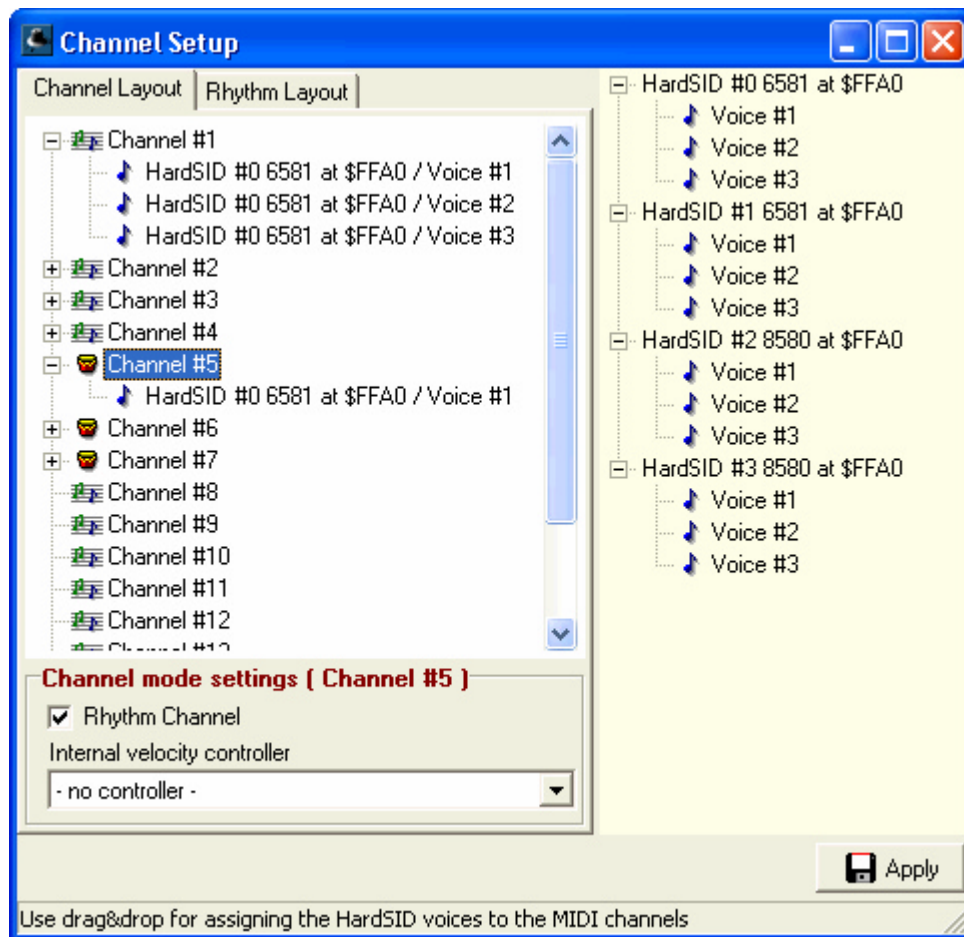 Channel Setup
Channel Layout
Rhythm Layout
Channel #1
HardSID #0 6581 at $FFA0 / Voice #1
HardSID #0 6581 at $FFA0 / Voice #2
HardSID #0 6581 at $FFA0 / Voice #3
Channel #2
Channel #3
Channel #4
Channel #5
HardSID #0 6581 at $FFA0 / Voice #1
Channel #6
Channel #7
Channel #8
Channel #9
Channel #10
Channel #11
Channel #12
Channel mode settings ( Channel #5 )
Rhythm Channel
Internal velocity controller
- no controller -
HardSID #0 6581 at $FFA0
Voice #1
Voice #2
Voice #3
HardSID #1 6581 at $FFA0
Voice #1
Voice #2
Voice #3
HardSID #2 8580 at $FFA0
Voice #1
Voice #2
Voice #3
HardSID #3 8580 at $FFA0
Voice #1
Voice #2
Voice #3
Apply
Use drag&drop for assigning the HardSID voices to the MIDI channels